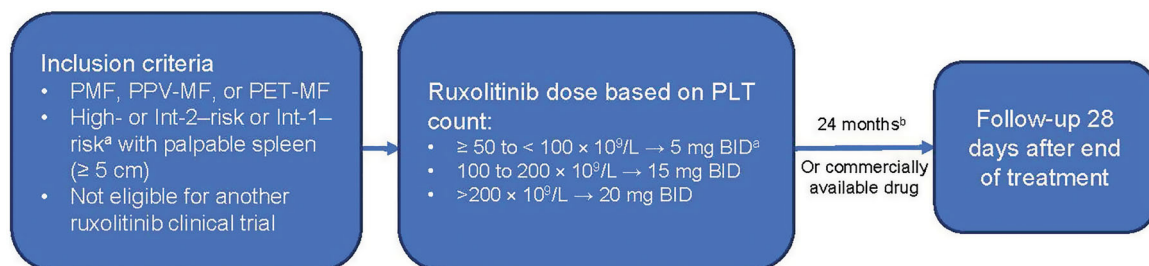 Inclusion criteria
• PMF, PPV-MF, or PET-MF
• High- or Int-2–risk or Int-1–
riskᵃ with palpable spleen
(≥ 5 cm)
• Not eligible for another
ruxolitinib clinical trial
Ruxolitinib dose based on PLT
count:
• ≥ 50 to < 100 × 10⁹/L → 5 mg BIDᵃ
• 100 to 200 × 10⁹/L → 15 mg BID
• >200 × 10⁹/L → 20 mg BID
24 monthsᵇ
Or commercially
available drug
Follow-up 28
days after end
of treatment